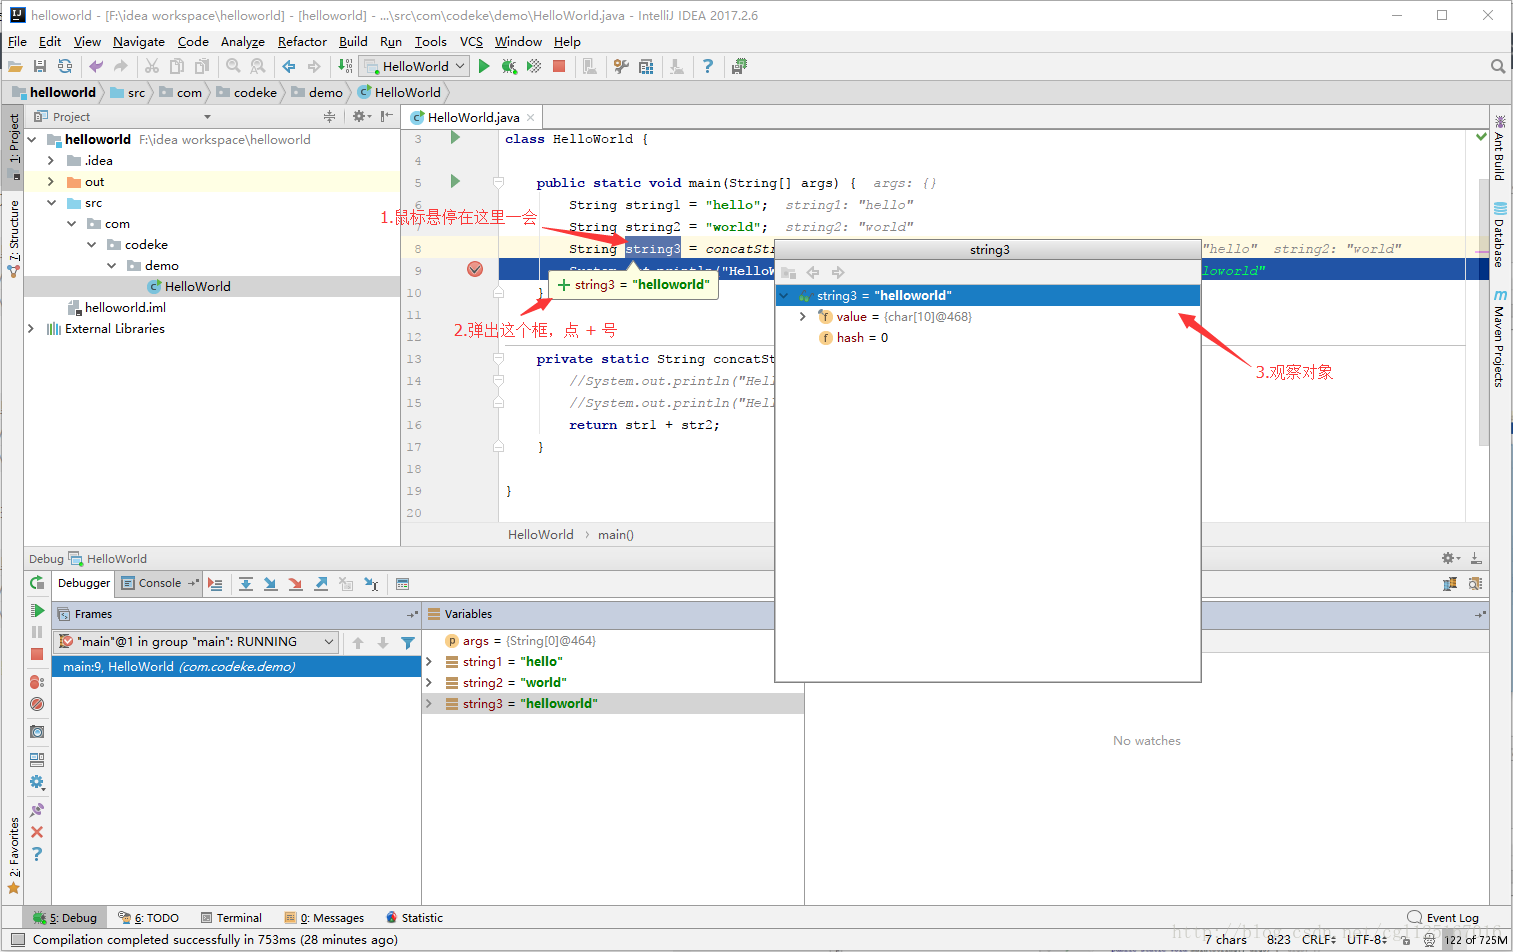 helloworld - [F:\idea workspace\helloworld] - [helloworld] - ...\src\com\codeke\demo\HelloWorld.java - IntelliJ IDEA 2017.2.6
File Edit View Navigate Code Analyze Refactor Build Run Tools VCS Window Help
HelloWorld
helloworld src com codeke demo HelloWorld
Project
HelloWorld.java
1: Project
7: Structure
2: Favorites
Ant Build
Database
Maven Projects
helloworld F:\idea workspace\helloworld
.idea
out
src
com
codeke
demo
HelloWorld
helloworld.iml
External Libraries
3 class HelloWorld {
4
5 public static void main(String[] args) { args: {}
6 String string1 = "hello"; string1: "hello"
String string2 = "world"; string2: "world"
8 String string3 = concatStr "hello" string2: "world"
9 System.out.println("HelloW loworld"
10 }
11
12
13 private static String concatSt
14 //System.out.println("Hell
15 //System.out.println("Hell
16 return str1 + str2;
17 }
18
19 }
20
1.鼠标悬停在这里一会
string3 = "helloworld"
2.弹出这个框，点 + 号
string3
string3 = "helloworld"
value = {char[10]@468}
hash = 0
3.观察对象
HelloWorld › main()
Debug HelloWorld
Debugger Console
Frames
Variables
"main"@1 in group "main": RUNNING
main:9, HelloWorld (com.codeke.demo)
args = {String[0]@464}
string1 = "hello"
string2 = "world"
string3 = "helloworld"
No watches
5: Debug 6: TODO Terminal 0: Messages Statistic Event Log
Compilation completed successfully in 753ms (28 minutes ago) 7 chars 8:23 CRLF UTF-8 122 of 725M